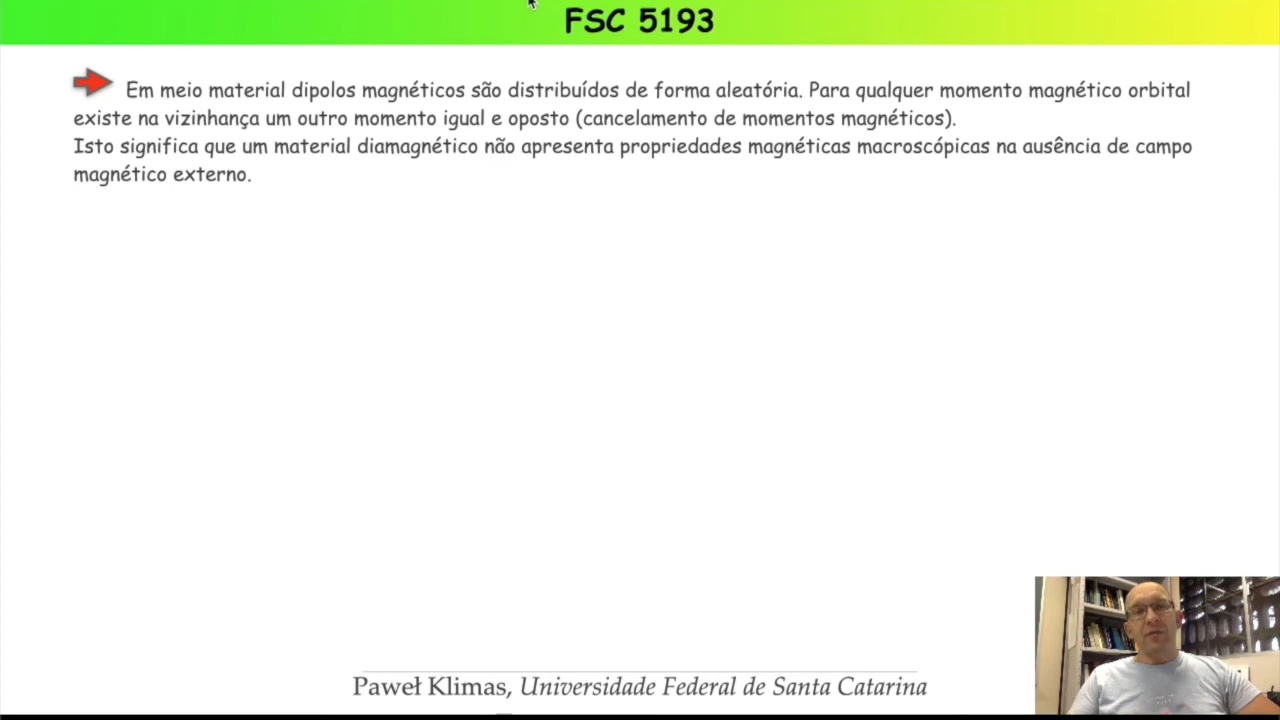 FSC 5193
Em meio material dipolos magnéticos são distribuídos de forma aleatória. Para qualquer momento magnético orbital
existe na vizinhança um outro momento igual e oposto (cancelamento de momentos magnéticos).
Isto significa que um material diamagnético não apresenta propriedades magnéticas macroscópicas na ausência de campo
magnético externo.
Paweł Klimas, Universidade Federal de Santa Catarina